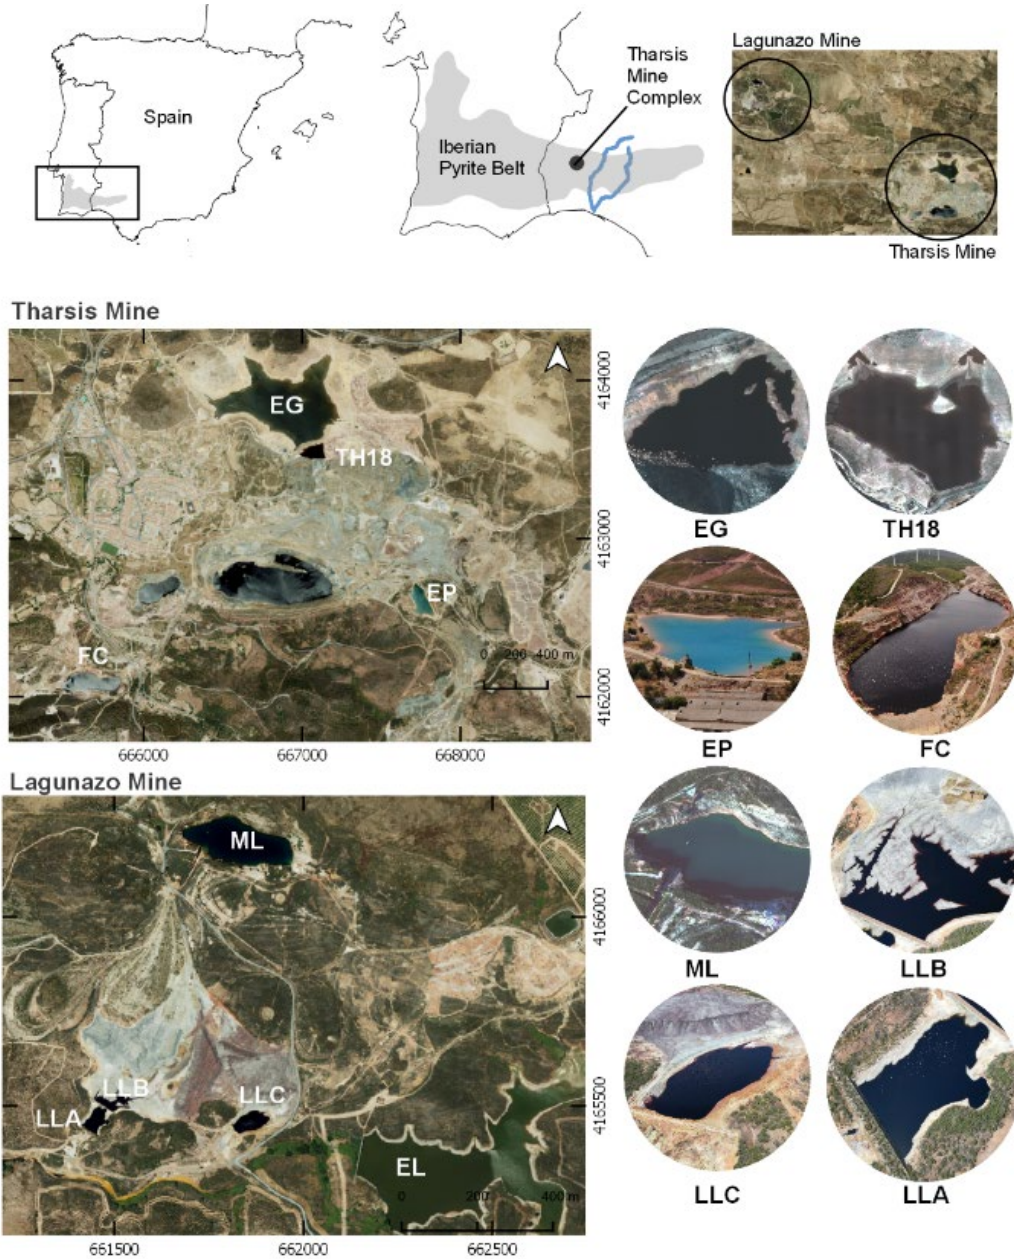 Spain
Iberian
Pyrite Belt
Tharsis
Mine
Complex
Lagunazo Mine
Tharsis Mine
Tharsis Mine
EG
TH18
EP
FC
0 200 400 m
4164000
4163000
4162000
666000
667000
668000
EG
TH18
EP
FC
Lagunazo Mine
ML
LLB
LLA
LLC
EL
0 200 400 m
4166000
4165500
661500
662000
662500
ML
LLB
LLC
LLA